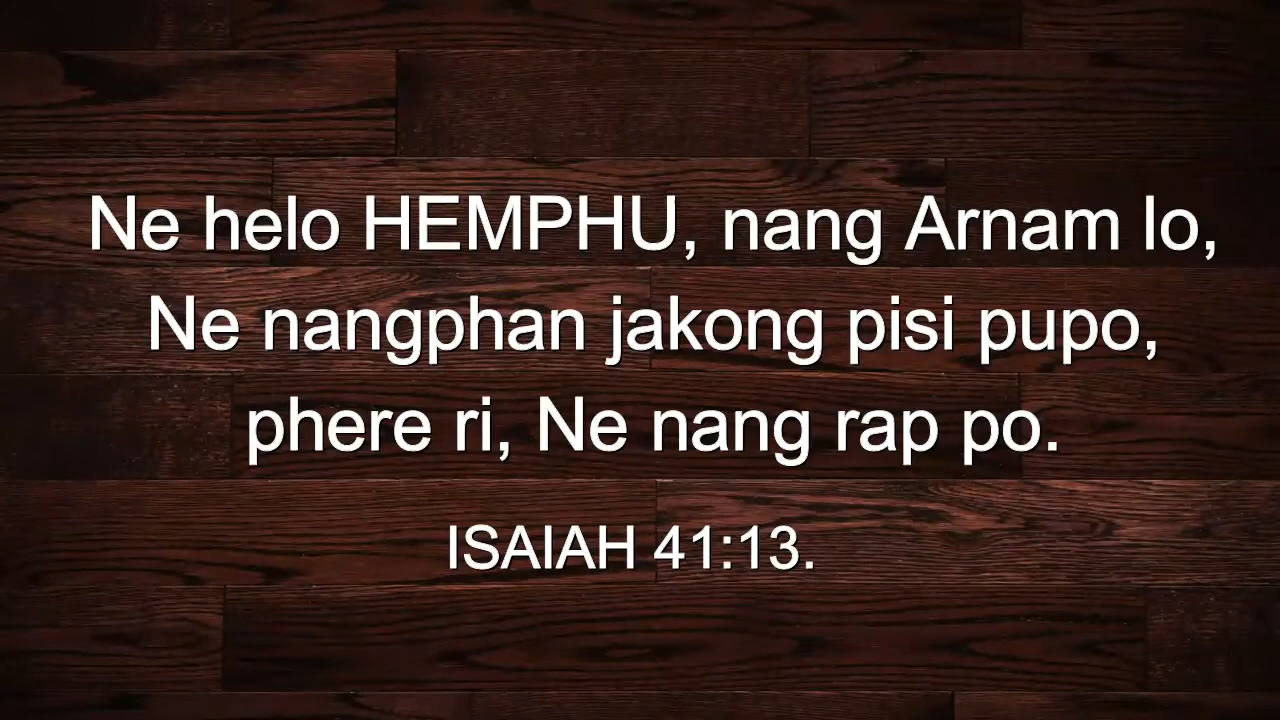 Ne helo HEMPHU, nang Arnam lo,
Ne nangphan jakong pisi pupo,
phere ri, Ne nang rap po.
ISAIAH 41:13.